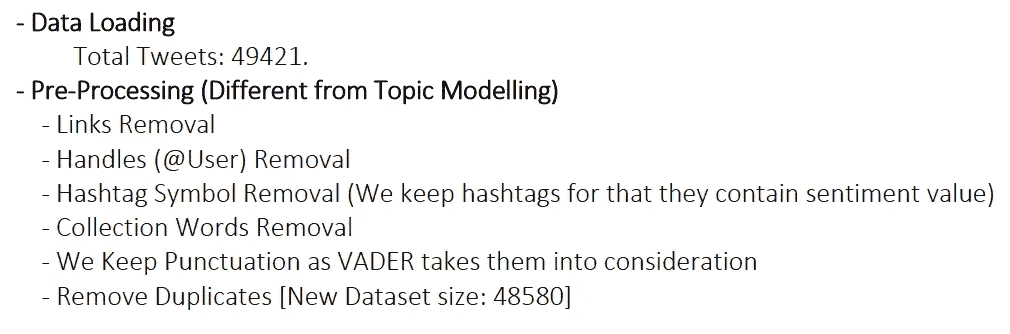 - Data Loading
Total Tweets: 49421.
- Pre-Processing (Different from Topic Modelling)
- Links Removal
- Handles (@User) Removal
- Hashtag Symbol Removal (We keep hashtags for that they contain sentiment value)
- Collection Words Removal
- We Keep Punctuation as VADER takes them into consideration
- Remove Duplicates [New Dataset size: 48580]